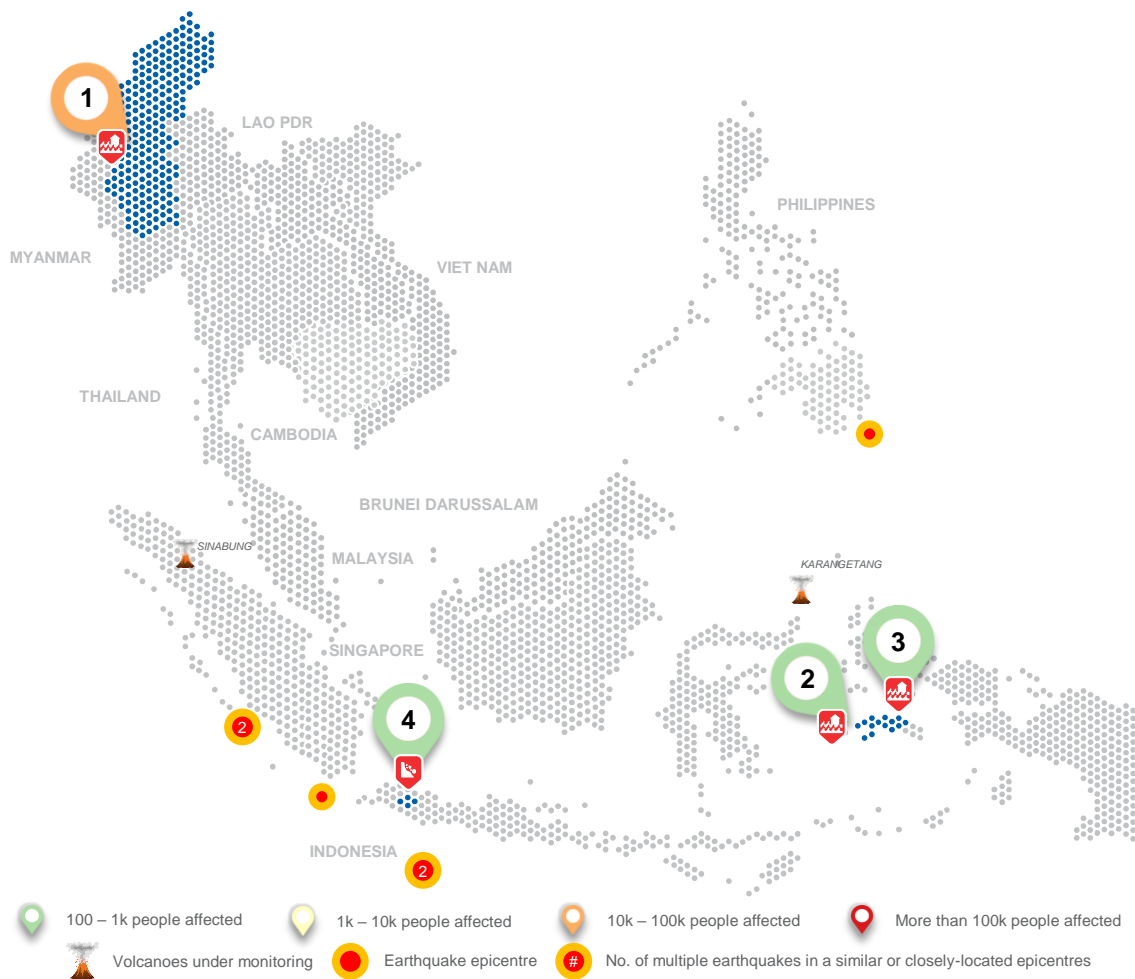 1
LAO PDR
PHILIPPINES
MYANMAR
VIET NAM
THAILAND
CAMBODIA
BRUNEI DARUSSALAM
SINABUNG
MALAYSIA
KARANGETANG
SINGAPORE
3
2
4
2
INDONESIA
2
100 – 1k people affected
1k – 10k people affected
10k – 100k people affected
More than 100k people affected
Volcanoes under monitoring
Earthquake epicentre
# No. of multiple earthquakes in a similar or closely-located epicentres